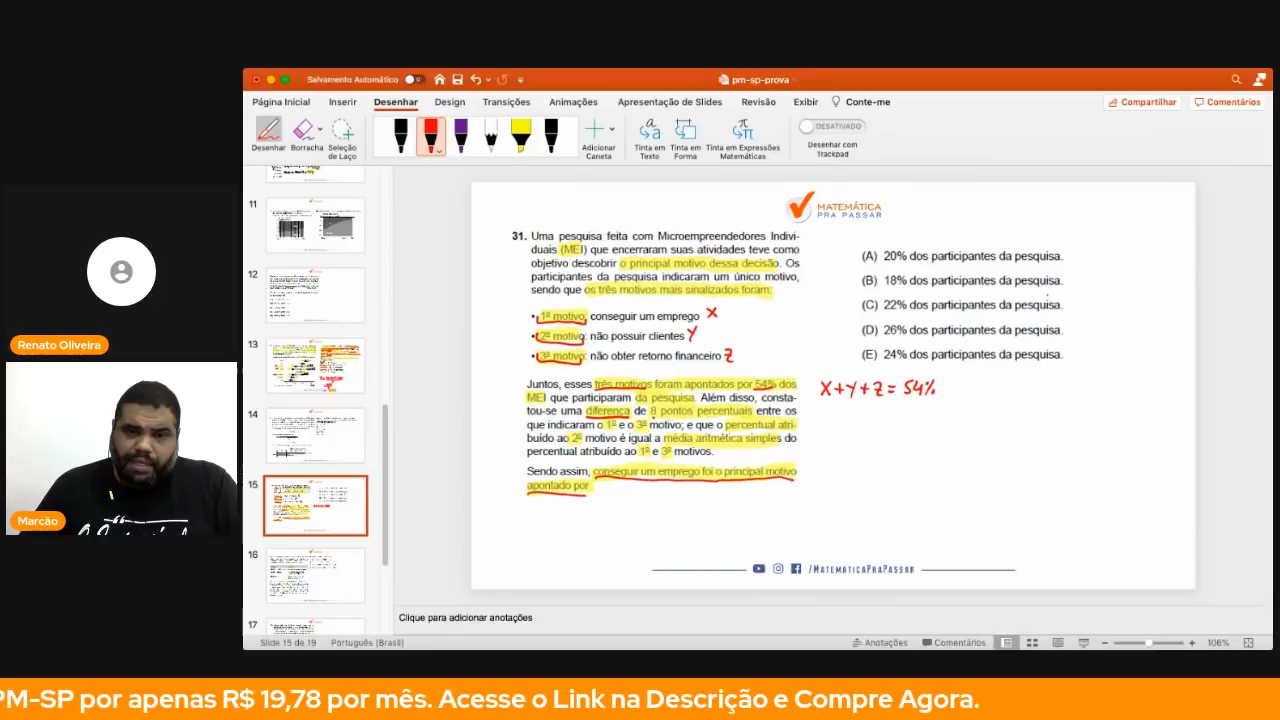 Salvamento Automático
pm-sp-prova
Página Inicial Inserir Desenhar Design Transições Animações Apresentação de Slides Revisão Exibir Conte-me Compartilhar Comentários
Desenhar Borracha Seleção de Laço Adicionar Caneta Tinta em Texto Tinta em Forma Tinta em Expressões Matemáticas Desenhar com Trackpad
DESATIVADO
11
12
13
14
15
16
17
MATEMÁTICA
PRA PASSAR
31. Uma pesquisa feita com Microempreendedores Indivi-
duais (MEI) que encerraram suas atividades teve como
objetivo descobrir o principal motivo dessa decisão. Os
participantes da pesquisa indicaram um único motivo,
sendo que os três motivos mais sinalizados foram:
• 1º motivo: conseguir um emprego X
• 2º motivo: não possuir clientes Y
• 3º motivo: não obter retorno financeiro Z
Juntos, esses três motivos foram apontados por 54% dos
MEI que participaram da pesquisa. Além disso, consta-
tou-se uma diferença de 8 pontos percentuais entre os
que indicaram o 1º e o 3º motivo; e que o percentual atri-
buído ao 2º motivo é igual a média aritmética simples do
percentual atribuído ao 1º e 3º motivos.
Sendo assim, conseguir um emprego foi o principal motivo
apontado por
(A) 20% dos participantes da pesquisa.
(B) 18% dos participantes da pesquisa.
(C) 22% dos participantes da pesquisa.
(D) 26% dos participantes da pesquisa.
(E) 24% dos participantes da pesquisa.
X+Y+Z = 54%
/MATEMATICAPRAPASSAR
Renato Oliveira
Marcão
Clique para adicionar anotações
Slide 15 de 19 Português (Brasil) Anotações Comentários 106%
PM-SP por apenas R$ 19,78 por mês. Acesse o Link na Descrição e Compre Agora.